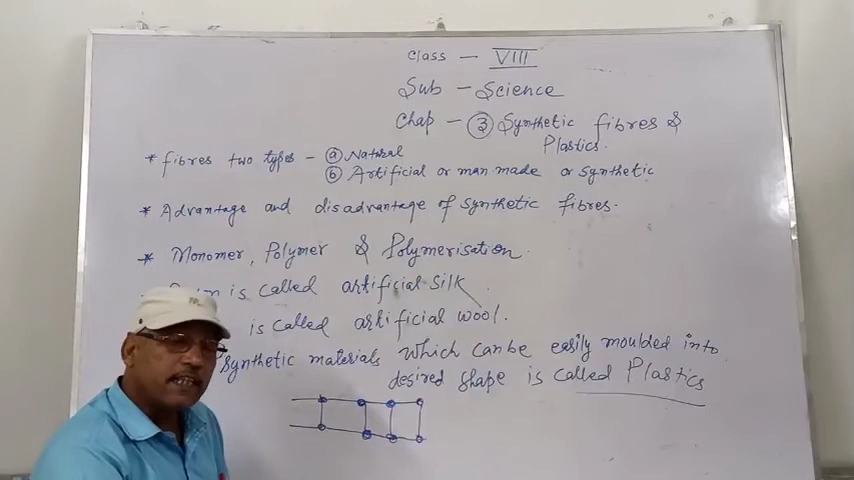 Class - VIII
Sub - Science
Chap - ③ Synthetic fibres &
Plastics.
* fibres two types - ⓐ Natural
ⓑ Artificial or man made or synthetic
* Advantage and disadvantage of synthetic fibres.
* Monomer, Polymer & Polymerisation.
is called artificial silk
is called artificial wool.
synthetic materials which can be easily moulded into
desired shape is called Plastics